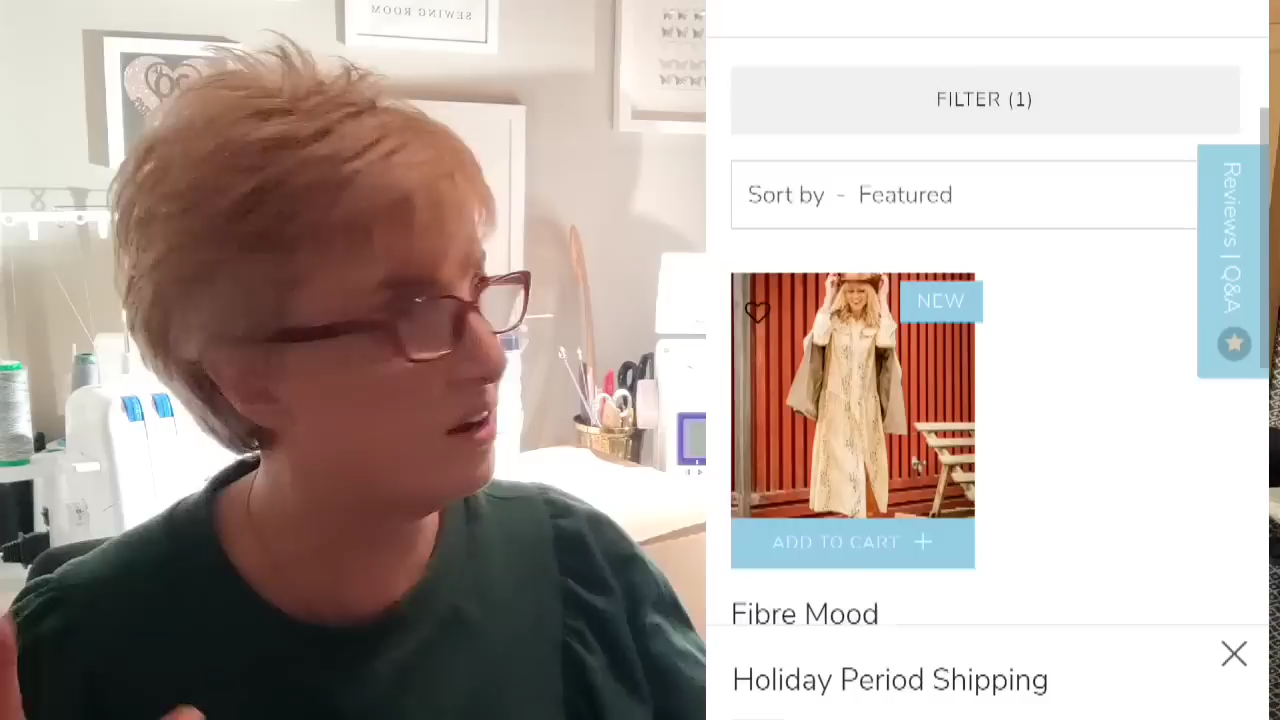 SEWING ROOM
FILTER (1)
Sort by - Featured
Reviews | Q&A
NEW
ADD TO CART +
Fibre Mood
Holiday Period Shipping